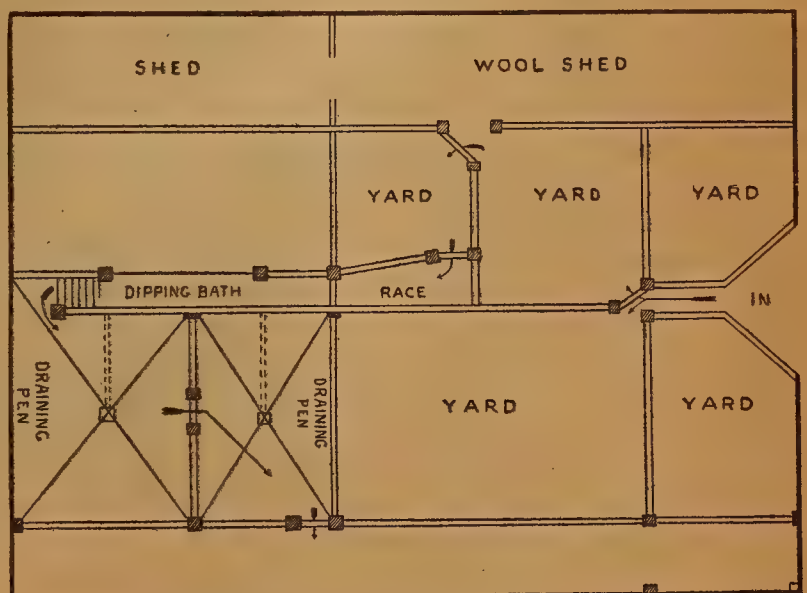 SHED
WOOL SHED
YARD
YARD
YARD
DIPPING BATH
RACE
IN
DRAINING
PEN
DRAINING
PEN
YARD
YARD